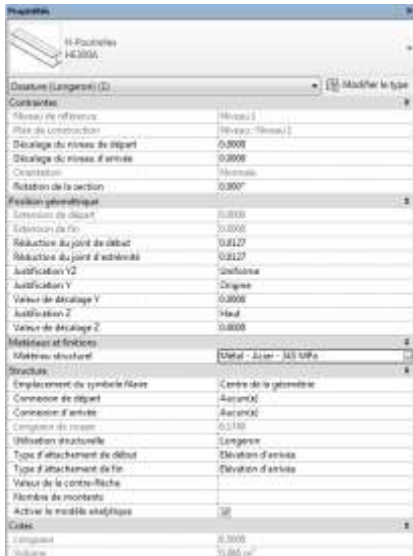 Propriétés
H-Poutrelles
HE300A
Ossature (Longeron) (1)
Modifier le type
Contraintes
Niveau de référence Niveau 1
Plan de construction Niveau : Niveau 1
Décalage du niveau de départ 0.0000
Décalage du niveau d'arrivée 0.0000
Orientation Normale
Rotation de la section 0.000°
Position géométrique
Extension de départ 0.0000
Extension de fin 0.0000
Réduction du joint de début 0.0127
Réduction du joint d'extrémité 0.0127
Justification YZ Uniforme
Justification Y Origine
Valeur de décalage Y 0.0000
Justification Z Haut
Valeur de décalage Z 0.0000
Matériaux et finitions
Matériau structurel Métal - Acier - 345 MPa
Structure
Emplacement du symbole filaire Centre de la géométrie
Connexion de départ Aucun(e)
Connexion d'arrivée Aucun(e)
Longueur de coupe
Utilisation structurelle Longeron
Type d'attachement de début Elévation d'arrivée
Type d'attachement de fin Elévation d'arrivée
Valeur de la contre-flèche
Nombre de montants
Activer le modèle analytique
Cotes
Longueur
Volume